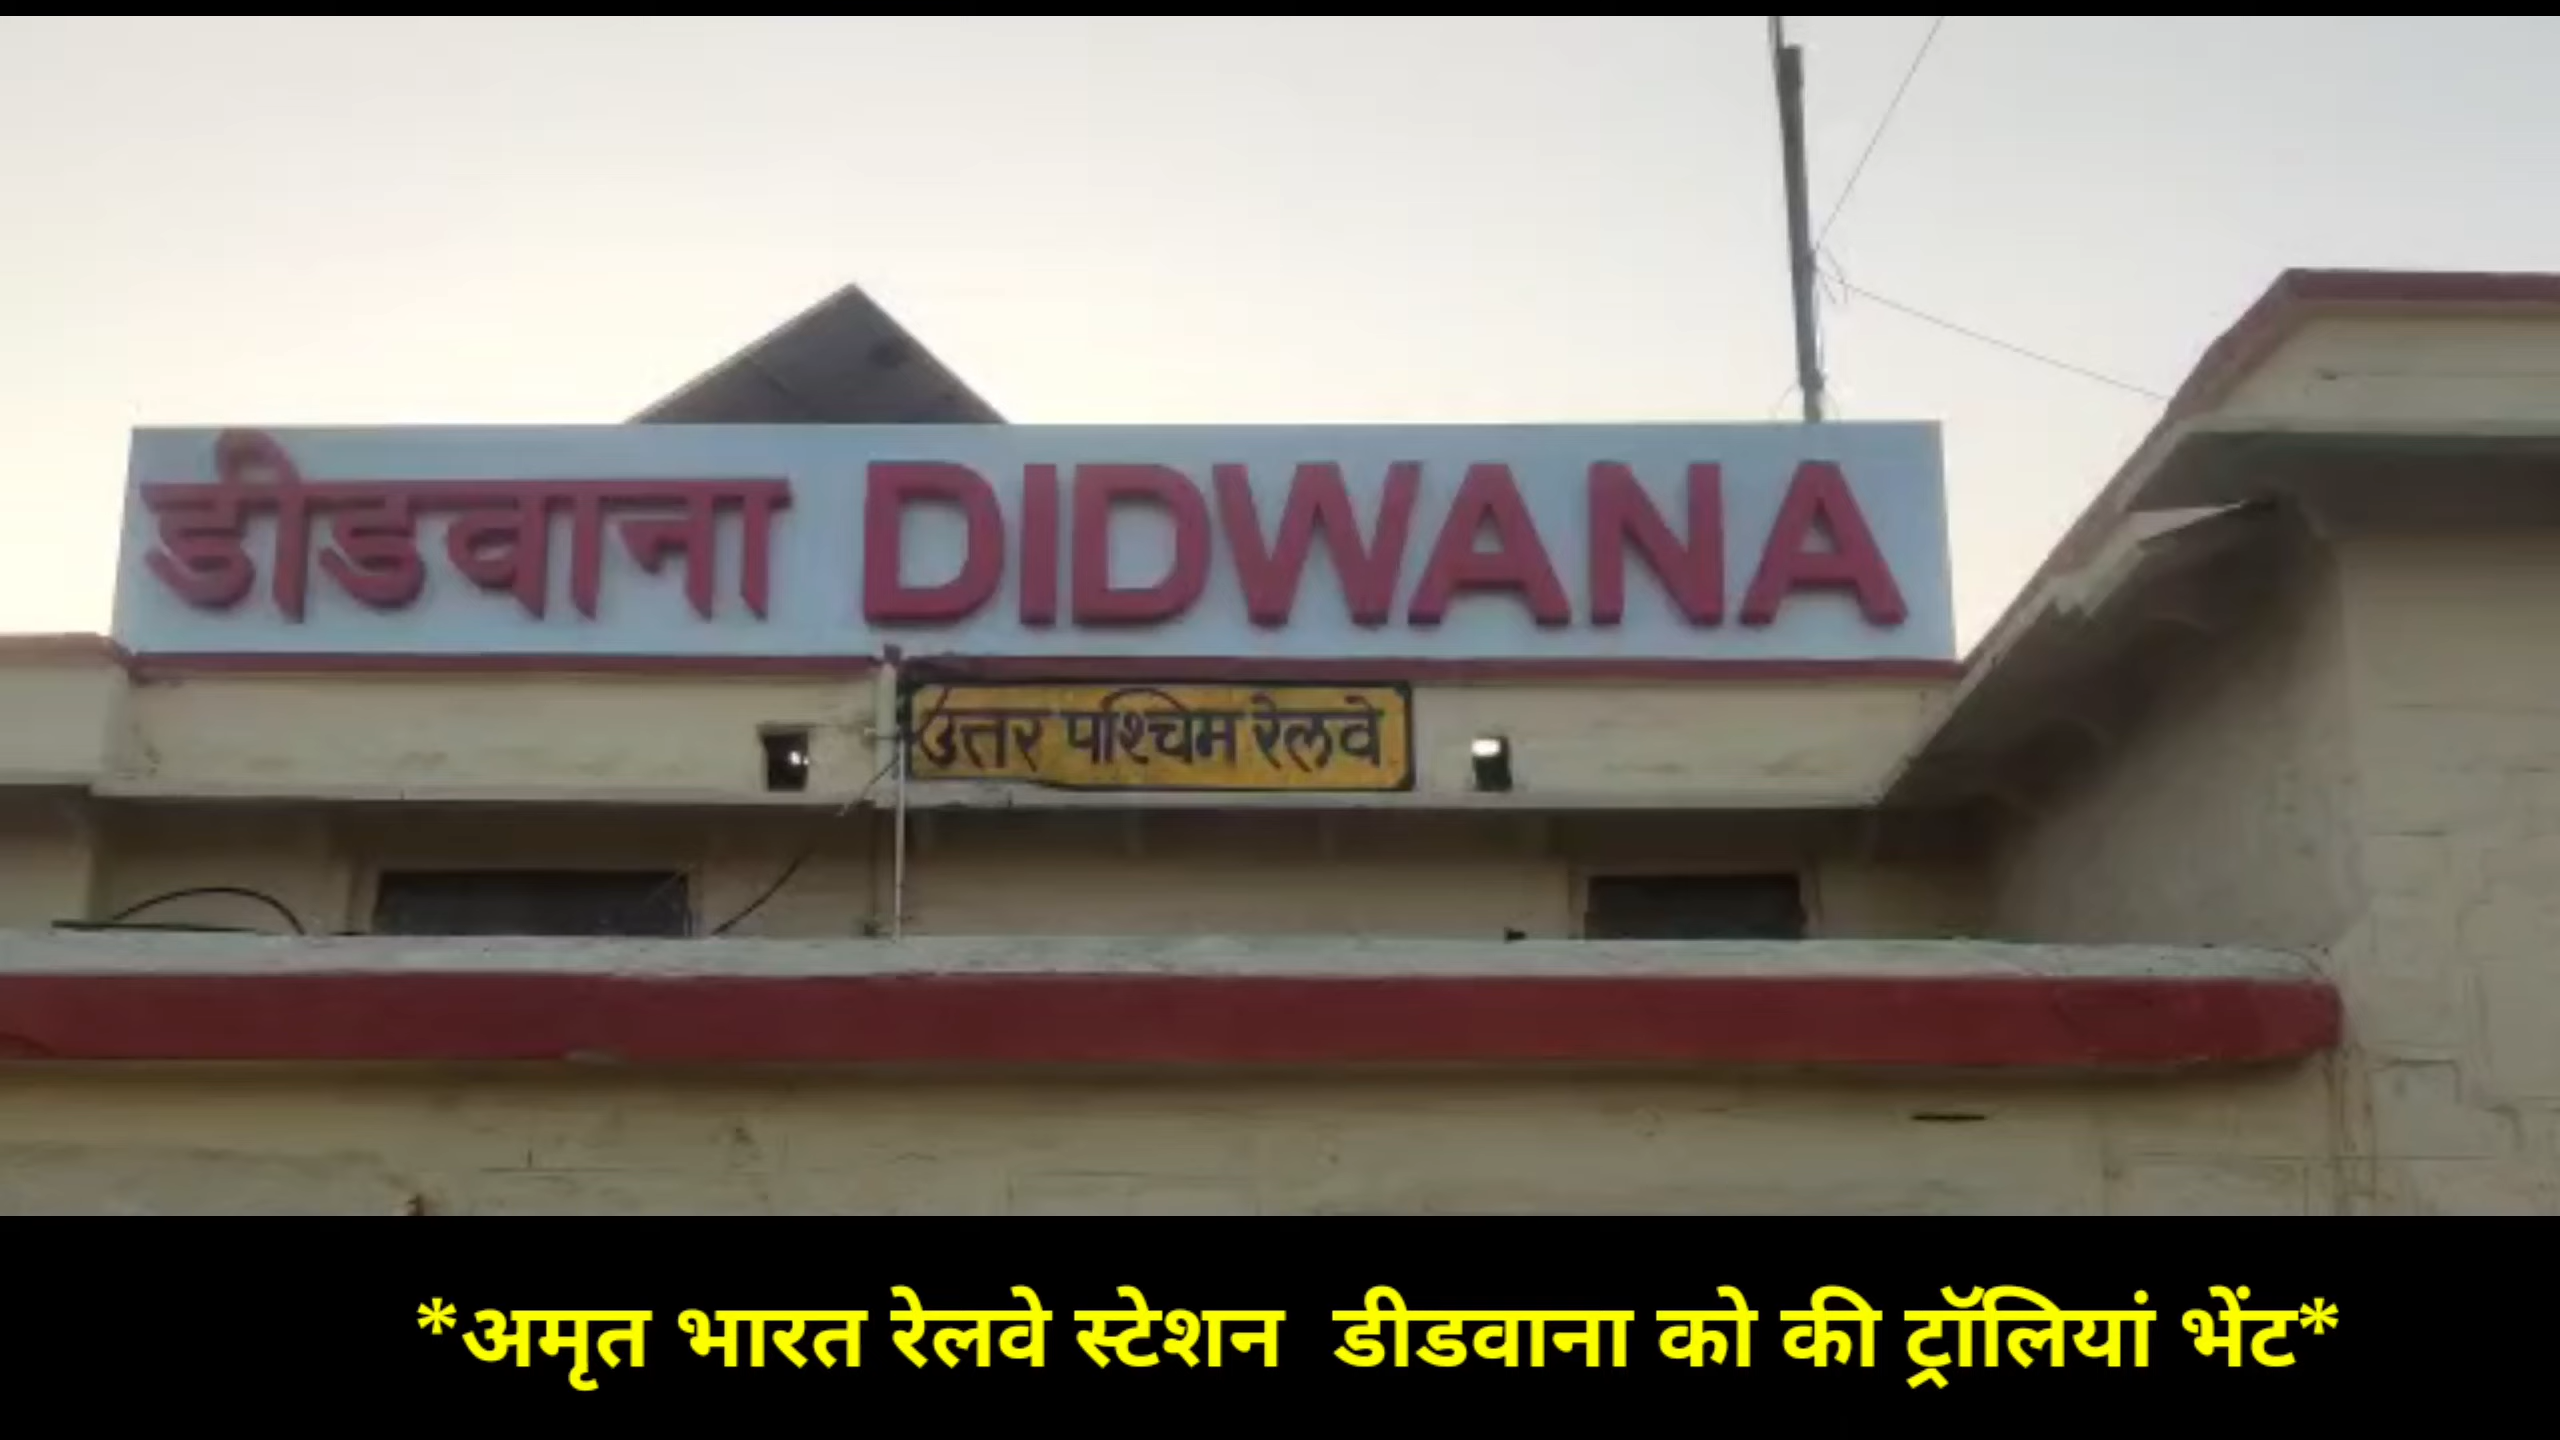 डीडवाना DIDWANA
उत्तर पश्चिम रेलवे
*अमृत भारत रेलवे स्टेशन डीडवाना को की ट्रॉलियां भेंट*